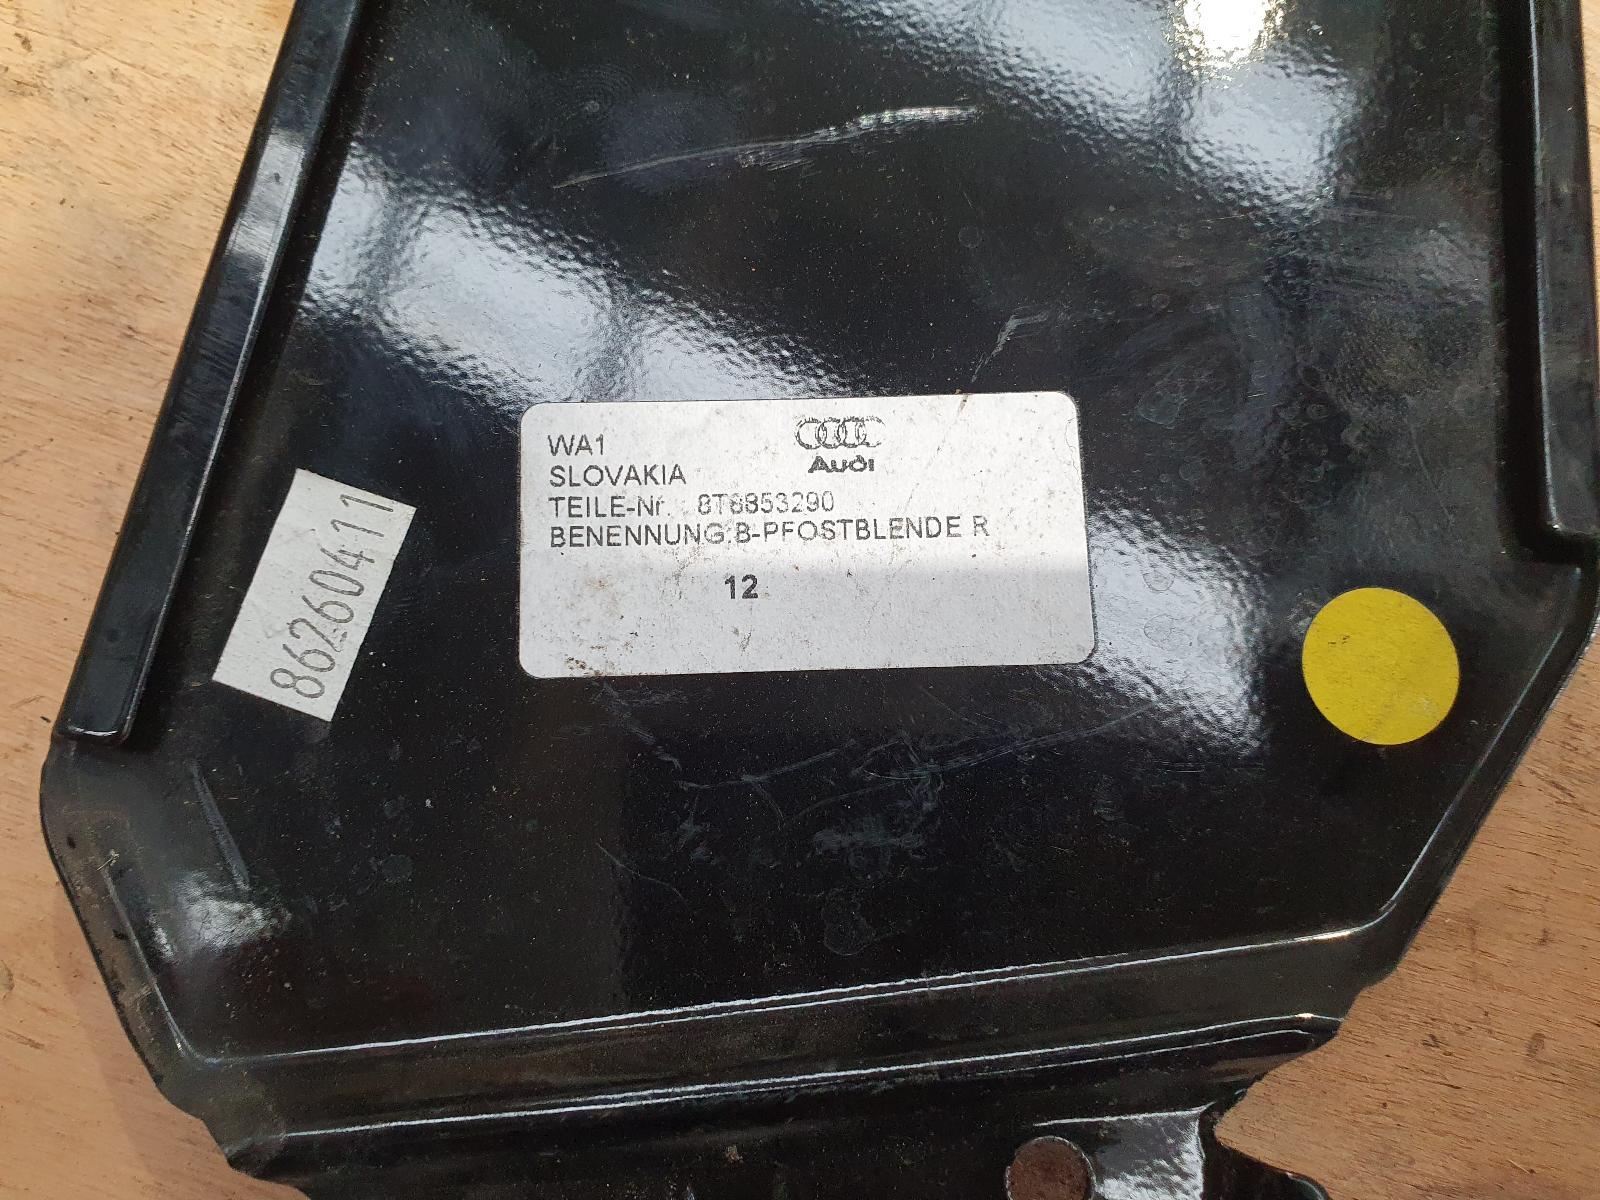 WA1
Audi
SLOVAKIA
TEILE-Nr. : 8T8853290
BENENNUNG:B-PFOSTBLENDE R
12
86260411